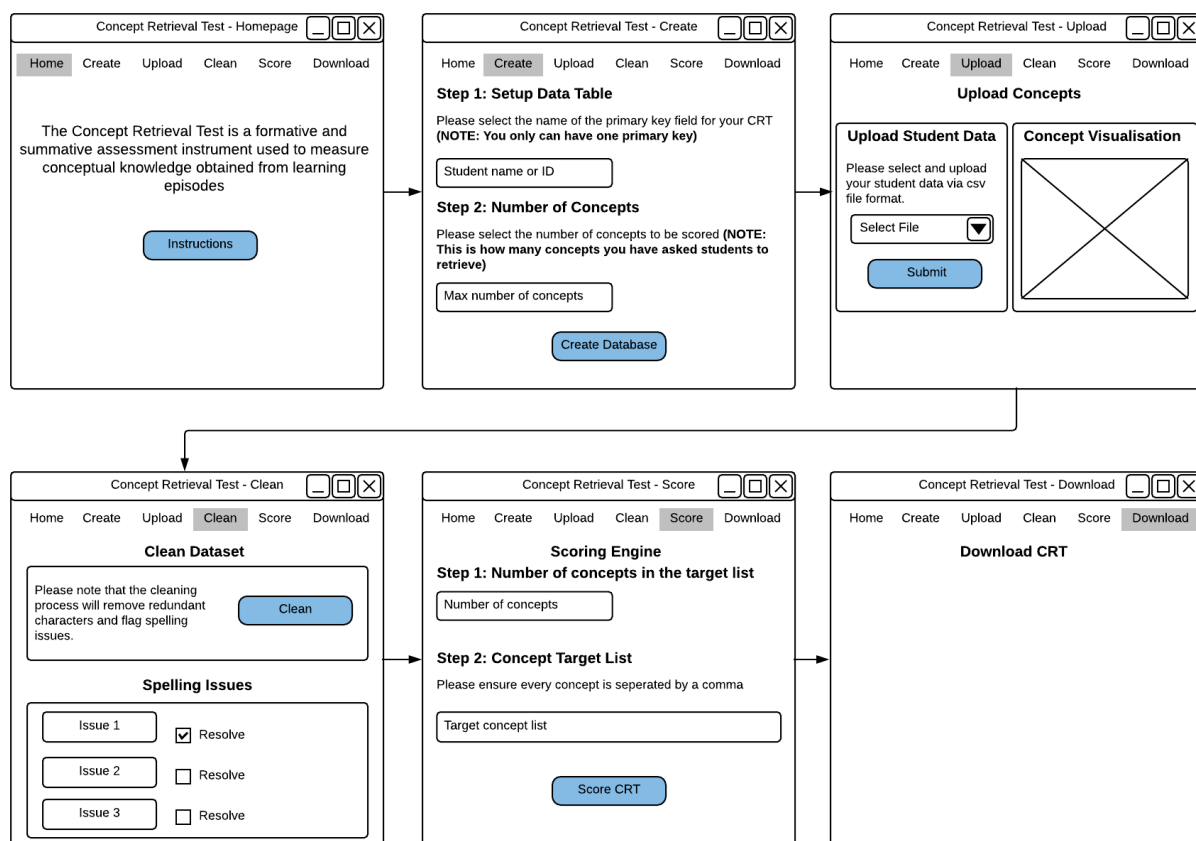 Concept Retrieval Test - Homepage
Home Create Upload Clean Score Download
The Concept Retrieval Test is a formative and
summative assessment instrument used to measure
conceptual knowledge obtained from learning
episodes
Instructions
Concept Retrieval Test - Create
Home Create Upload Clean Score Download
Step 1: Setup Data Table
Please select the name of the primary key field for your CRT
(NOTE: You only can have one primary key)
Student name or ID
Step 2: Number of Concepts
Please select the number of concepts to be scored (NOTE:
This is how many concepts you have asked students to
retrieve)
Max number of concepts
Create Database
Concept Retrieval Test - Upload
Home Create Upload Clean Score Download
Upload Concepts
Upload Student Data
Please select and upload
your student data via csv
file format.
Select File
Submit
Concept Visualisation
Concept Retrieval Test - Clean
Home Create Upload Clean Score Download
Clean Dataset
Please note that the cleaning
process will remove redundant
characters and flag spelling
issues.
Clean
Spelling Issues
Issue 1 Resolve
Issue 2 Resolve
Issue 3 Resolve
Concept Retrieval Test - Score
Home Create Upload Clean Score Download
Scoring Engine
Step 1: Number of concepts in the target list
Number of concepts
Step 2: Concept Target List
Please ensure every concept is seperated by a comma
Target concept list
Score CRT
Concept Retrieval Test - Download
Home Create Upload Clean Score Download
Download CRT